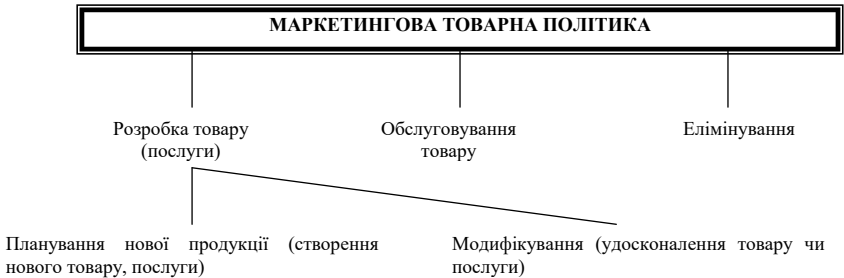 МАРКЕТИНГОВА ТОВАРНА ПОЛІТИКА
Розробка товару
(послуги)
Обслуговування
товару
Елімінування
Планування нової продукції (створення
нового товару, послуги)
Модифікування (удосконалення товару чи
послуги)